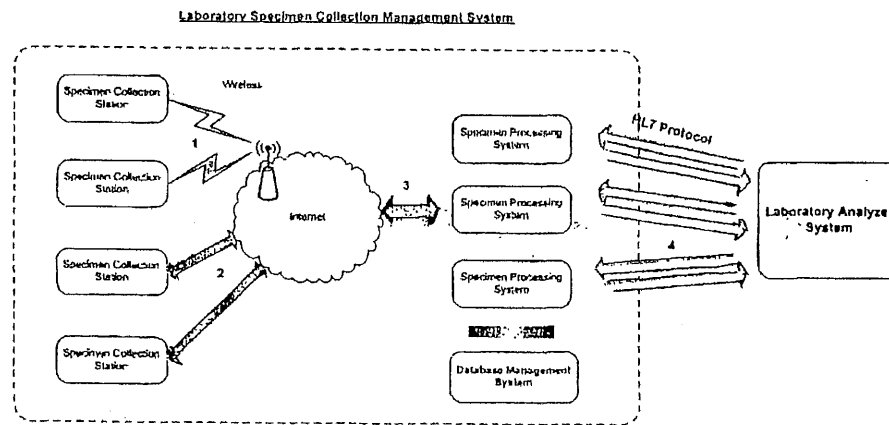 Laboratory Specimen Collection Management System
Wireless
Specimen Collection
Station
1
Specimen Collection
Station
Internet
Specimen Collection
Station
2
Specimen Collection
Station
3
Specimen Processing
System
Specimen Processing
System
Specimen Processing
System
Database Management
System
HL7 Protocol
4
Laboratory Analyze
System